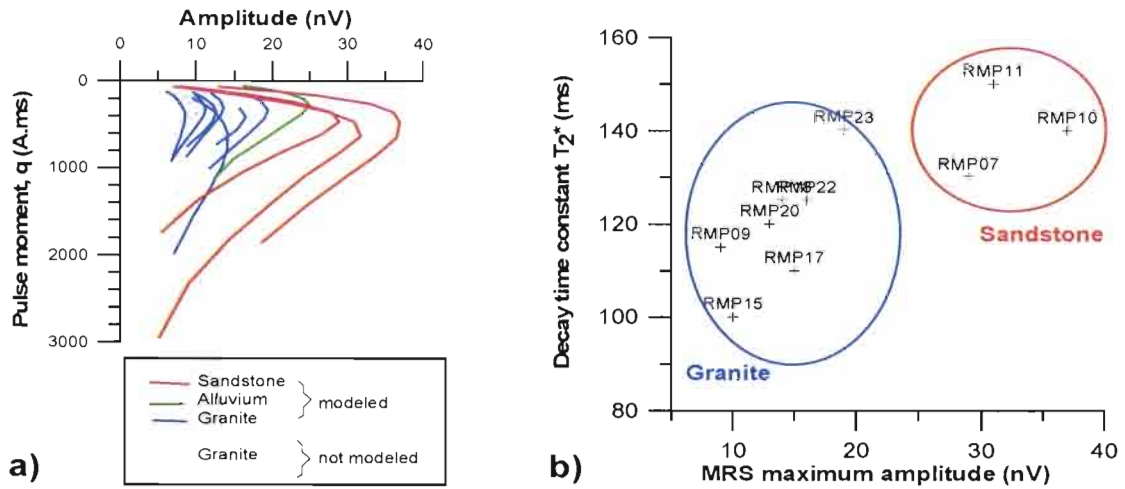 Amplitude (nV)
0 10 20 30 40
Pulse moment, q (A.ms)
0
1000
2000
3000
Sandstone
Alluvium
Granite
modeled
Granite
not modeled
a)
Decay time constant T2* (ms)
160
140
120
100
80
RMP11
RMP10
RMP23
RMP07
RMP22
RMP20
Sandstone
RMP09
RMP17
RMP15
Granite
10 20 30 40
MRS maximum amplitude (nV)
b)